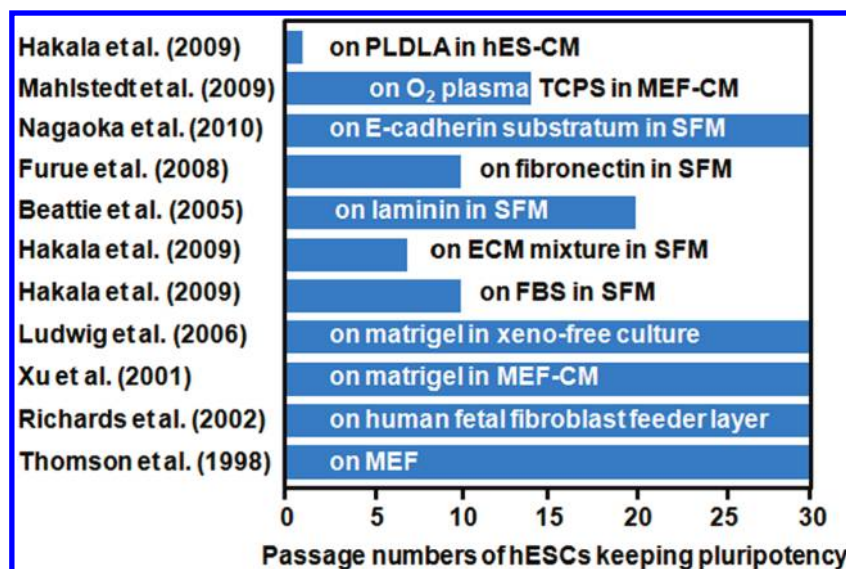 Hakala et al. (2009) on PLDLA in hES-CM
Mahlstedt et al. (2009) on O₂ plasma TCPS in MEF-CM
Nagaoka et al. (2010) on E-cadherin substratum in SFM
Furue et al. (2008) on fibronectin in SFM
Beattie et al. (2005) on laminin in SFM
Hakala et al. (2009) on ECM mixture in SFM
Hakala et al. (2009) on FBS in SFM
Ludwig et al. (2006) on matrigel in xeno-free culture
Xu et al. (2001) on matrigel in MEF-CM
Richards et al. (2002) on human fetal fibroblast feeder layer
Thomson et al. (1998) on MEF
0 5 10 15 20 25 30
Passage numbers of hESCs keeping pluripotency